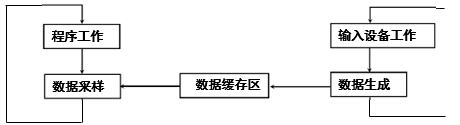 程序工作
输入设备工作
数据采样
数据缓存区
数据生成